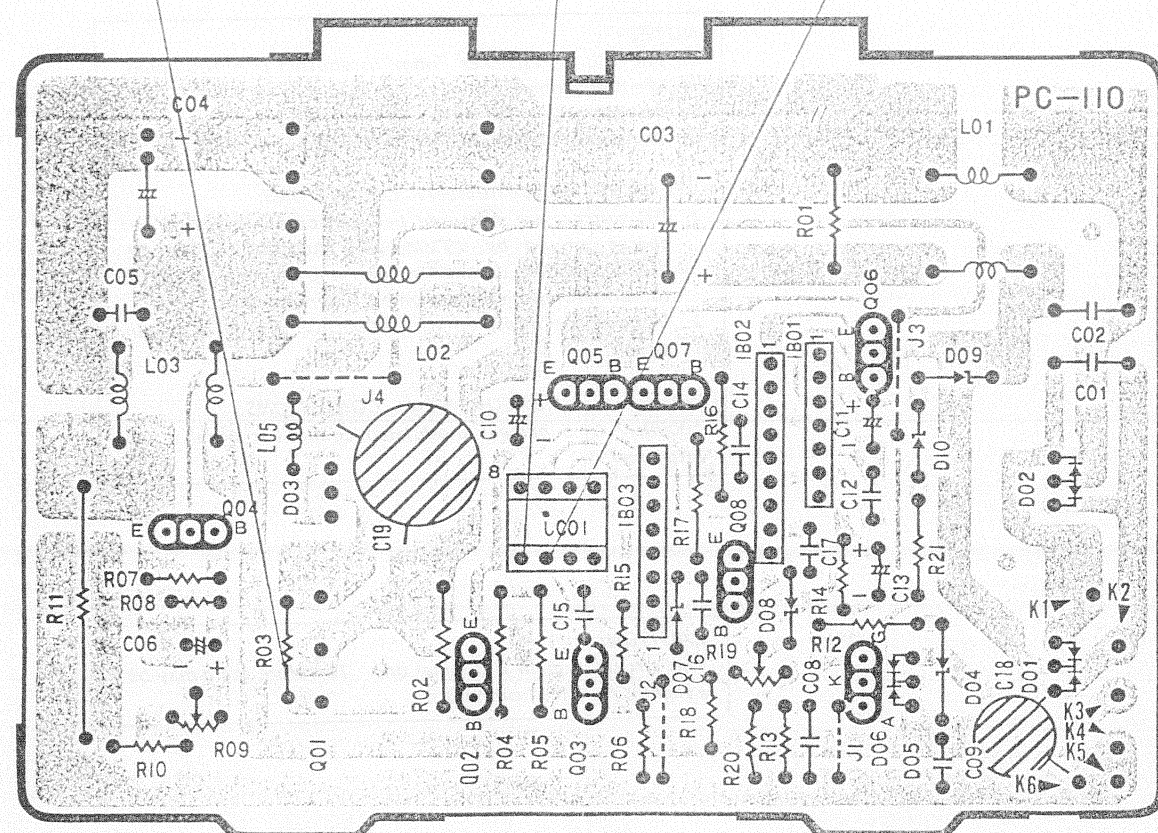 PC-110
C04
C03
L01
R01
C05
Q06
L03
L02
C02
C01
Q05
Q07
E B E B
IB02
1
IB01
1
E
B
J3
D09
J4
L05
C10
+
-
R16
C14
C11
+
-
D10
D02
D03
C19
8
IB03
R17
Q08
E
B
C12
Q04
E B
R07
R08
R11
C06
- +
R03
R15
C15
C17
R14
C13
+
-
R21
K1
K2
R02
E
B
Q02
R04
R05
E
B
Q03
R06
1
J2
D07
C16
R18
R19
D08
R12
G
K
A
C08
D04
C18
D01
K3
K4
K5
K6
R09
R10
Q01
R20
R13
J1
D06
D05
C09